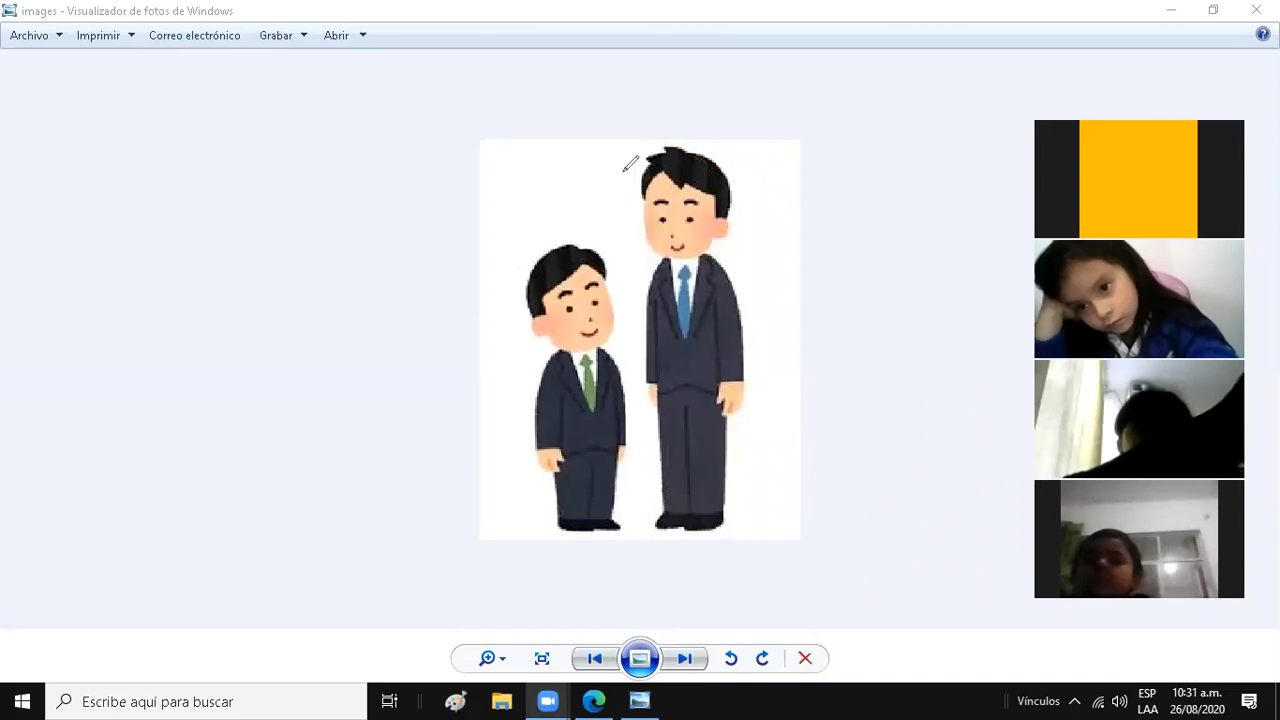 images - Visualizador de fotos de Windows
Archivo Imprimir Correo electrónico Grabar Abrir
Escribe aquí para buscar
Vínculos
ESP
LAA
10:31 a.m.
26/08/2020